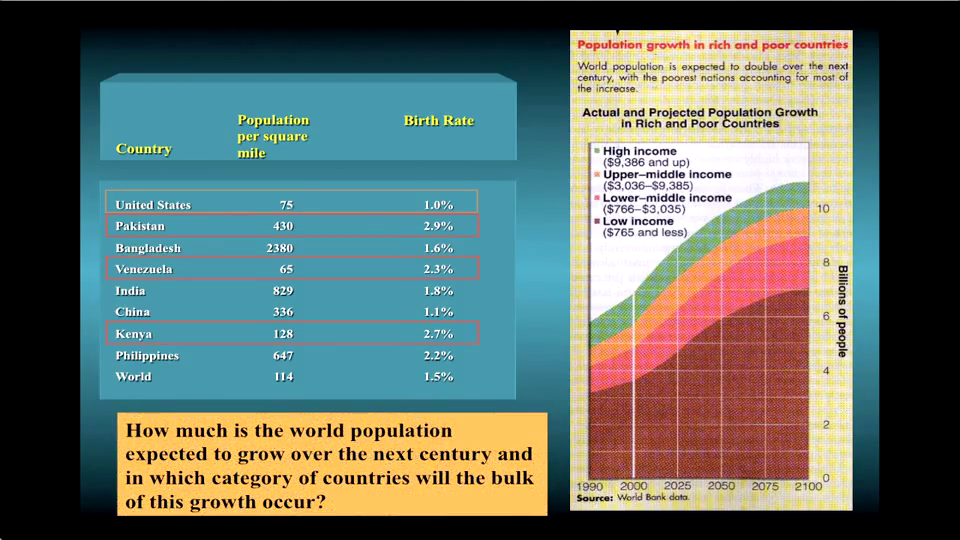 Country
Population
per square
mile
Birth Rate
United States 75 1.0%
Pakistan 430 2.9%
Bangladesh 2380 1.6%
Venezuela 65 2.3%
India 829 1.8%
China 336 1.1%
Kenya 128 2.7%
Philippines 647 2.2%
World 114 1.5%
How much is the world population
expected to grow over the next century and
in which category of countries will the bulk
of this growth occur?
Population growth in rich and poor countries
World population is expected to double over the next
century, with the poorest nations accounting for most of
the increase.
Actual and Projected Population Growth
in Rich and Poor Countries
High income
($9,386 and up)
Upper–middle income
($3,036–$9,385)
Lower–middle income
($766–$3,035)
Low income
($765 and less)
10
8
6
4
2
0
Billions of people
1990 2000 2025 2050 2075 2100
Source: World Bank data.